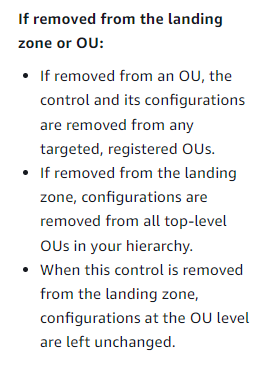 If removed from the landing
zone or OU:
• If removed from an OU, the
control and its configurations
are removed from any
targeted, registered OUs.
• If removed from the landing
zone, configurations are
removed from all top-level
OUs in your hierarchy.
• When this control is removed
from the landing zone,
configurations at the OU level
are left unchanged.